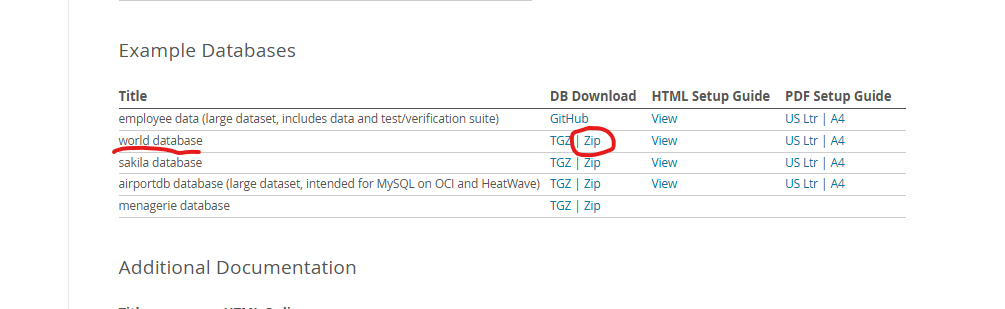 Example Databases
Title DB Download HTML Setup Guide PDF Setup Guide
employee data (large dataset, includes data and test/verification suite) GitHub View US Ltr | A4
world database TGZ | Zip View US Ltr | A4
sakila database TGZ | Zip View US Ltr | A4
airportdb database (large dataset, intended for MySQL on OCI and HeatWave) TGZ | Zip View US Ltr | A4
menagerie database TGZ | Zip
Additional Documentation